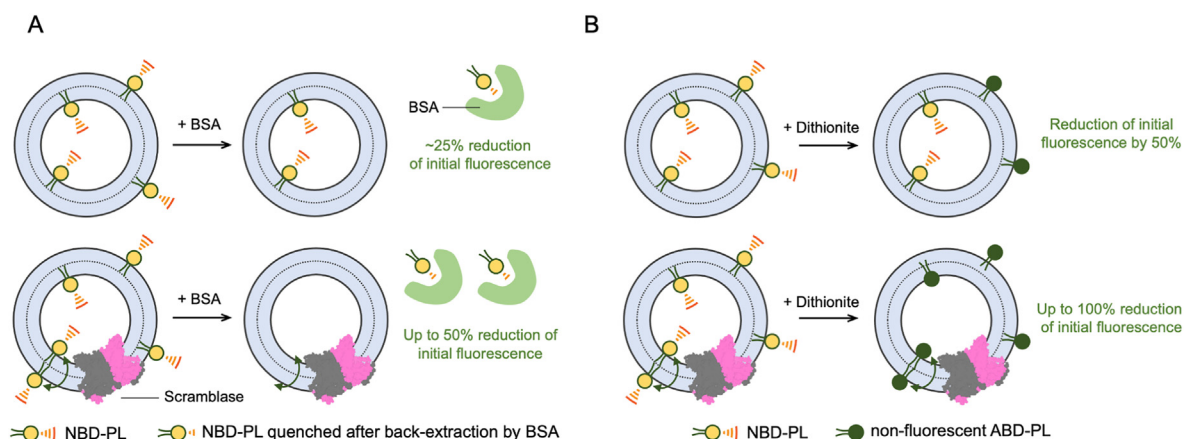 A
+ BSA
BSA
~25% reduction
of initial fluorescence
+ BSA
Up to 50% reduction of
initial fluorescence
Scramblase
NBD-PL
NBD-PL quenched after back-extraction by BSA
B
+ Dithionite
Reduction of initial
fluorescence by 50%
+ Dithionite
Up to 100% reduction
of initial fluorescence
NBD-PL
non-fluorescent ABD-PL